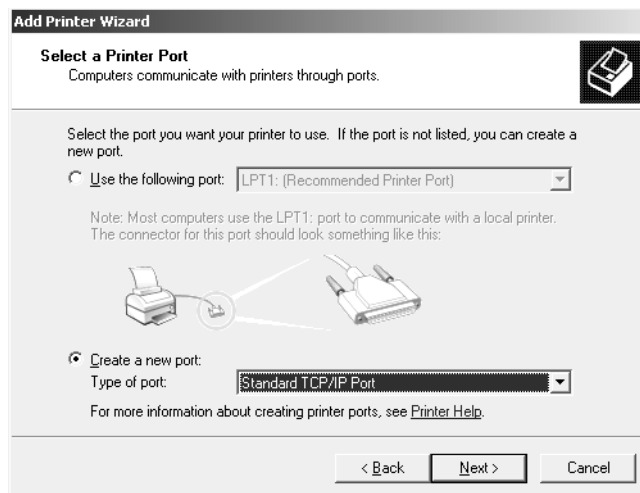 Add Printer Wizard
Select a Printer Port
Computers communicate with printers through ports.
Select the port you want your printer to use.  If the port is not listed, you can create a
new port.
Use the following port:
LPT1: (Recommended Printer Port)
Note: Most computers use the LPT1: port to communicate with a local printer.
The connector for this port should look something like this:
Create a new port:
Type of port:
Standard TCP/IP Port
For more information about creating printer ports, see Printer Help.
< Back
Next >
Cancel